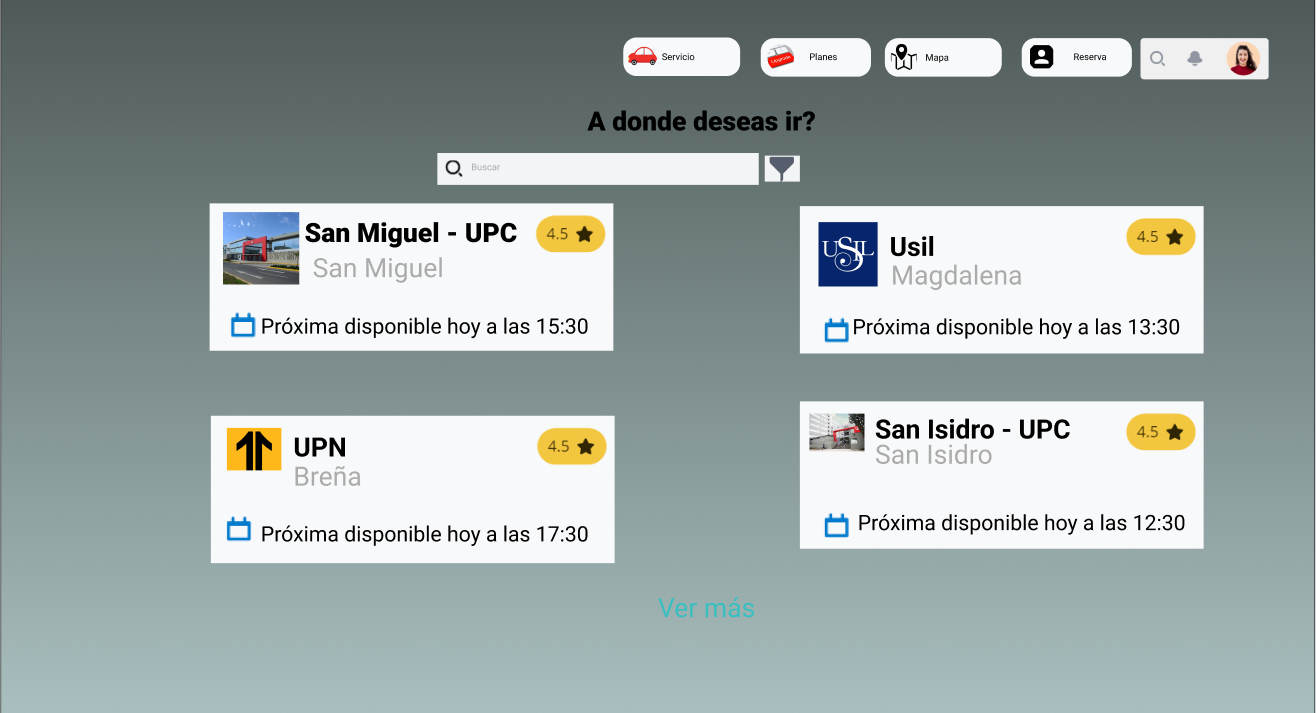 Servicio
Planes
Mapa
Reserva
A donde deseas ir?
Buscar
San Miguel - UPC
4.5
San Miguel
Próxima disponible hoy a las 15:30
USIL
Usil
4.5
Magdalena
Próxima disponible hoy a las 13:30
UPN
4.5
Breña
Próxima disponible hoy a las 17:30
San Isidro - UPC
4.5
San Isidro
Próxima disponible hoy a las 12:30
Ver más